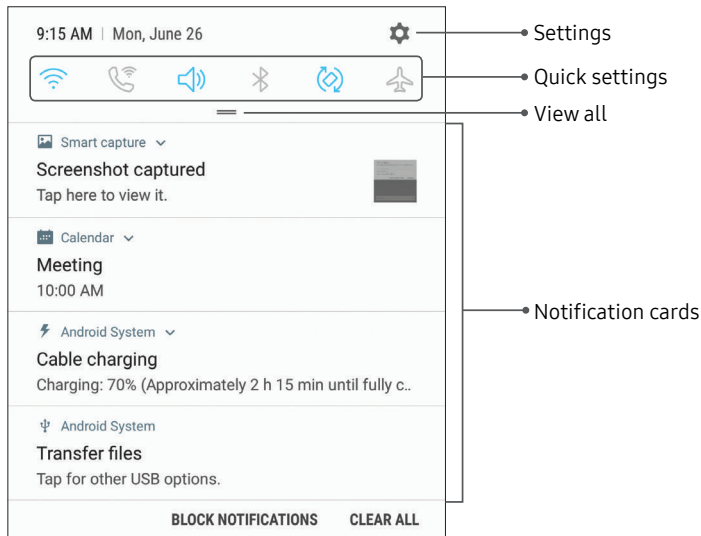 9:15 AM | Mon, June 26
Settings
Quick settings
View all
Smart capture
Screenshot captured
Tap here to view it.
Calendar
Meeting
10:00 AM
Notification cards
Android System
Cable charging
Charging: 70% (Approximately 2 h 15 min until fully c..
Android System
Transfer files
Tap for other USB options.
BLOCK NOTIFICATIONS CLEAR ALL